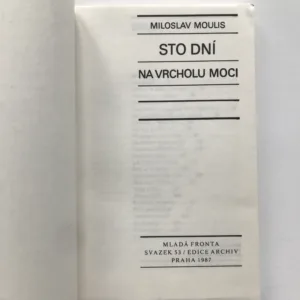 MILOSLAV MOULIS
STO DNÍ
NA VRCHOLU MOCI
MLADÁ FRONTA
SVAZEK 53 / EDICE ARCHIV
PRAHA 1987